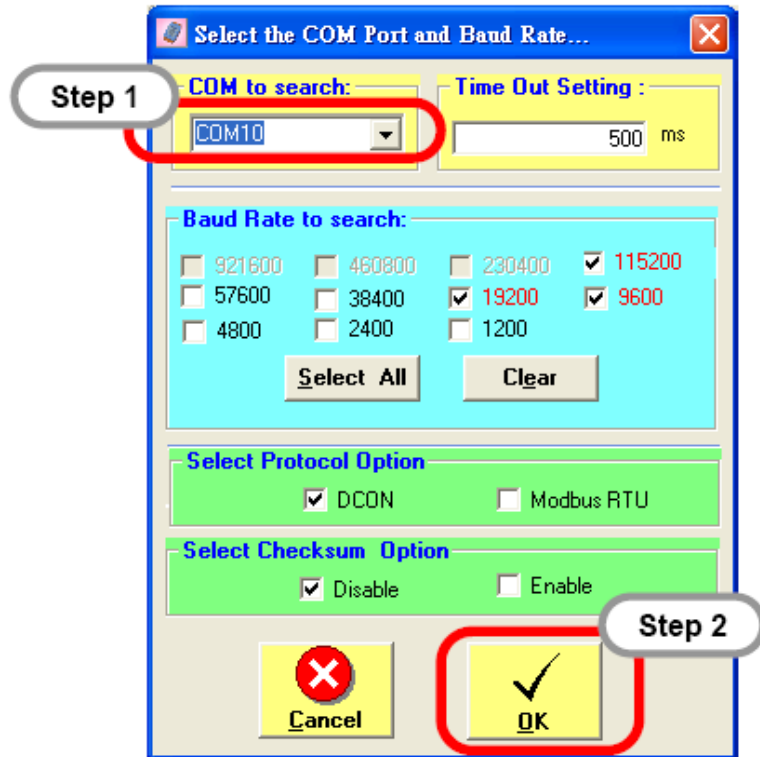 Select the COM Port and Baud Rate...
Step 1
COM to search:
COM10
Time Out Setting :
500 ms
Baud Rate to search:
921600 460800 230400 115200
57600 38400 19200 9600
4800 2400 1200
Select All Clear
Select Protocol Option
DCON Modbus RTU
Select Checksum Option
Disable Enable
Step 2
Cancel OK